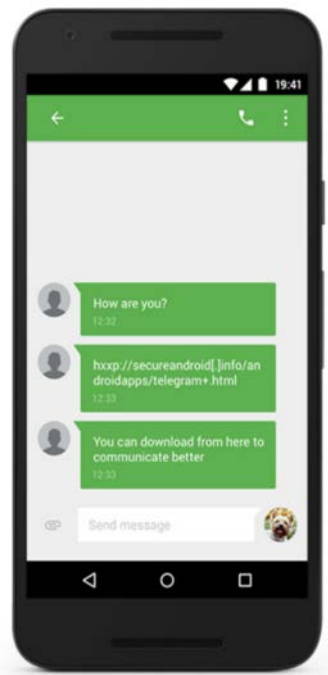 19:41
How are you?
12:32
hxxp://secureandroid[.]info/an
droidapps/telegram+.html
12:33
You can download from here to
communicate better
12:33
Send message